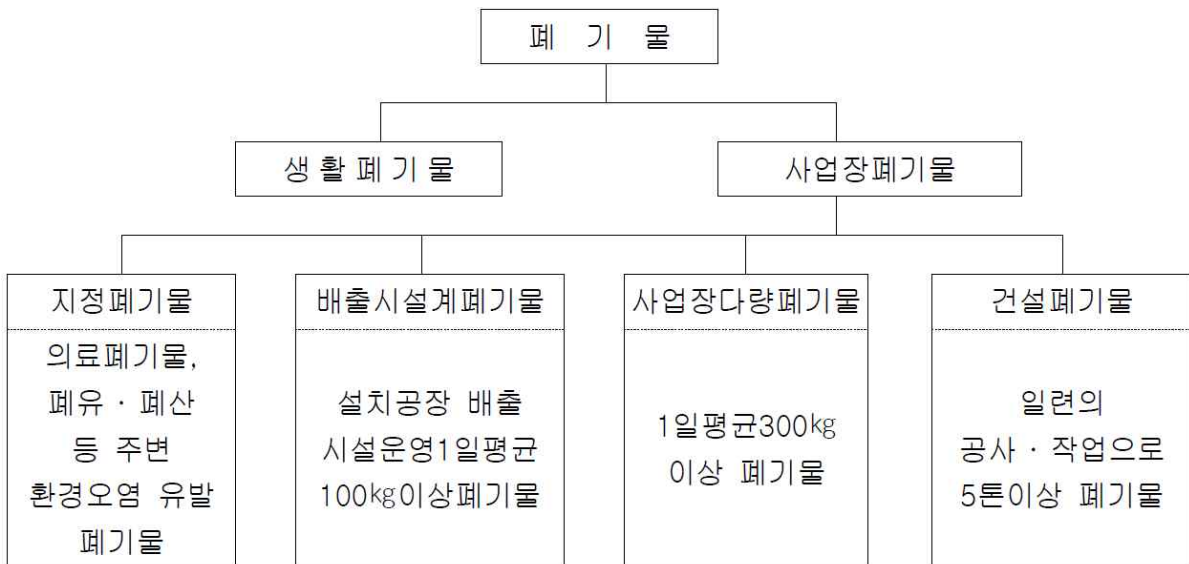 폐 기 물
생활폐기물
사업장폐기물
지정폐기물
의료폐기물,
폐유 · 폐산
등 주변
환경오염 유발
폐기물
배출시설계폐기물
설치공장 배출
시설운영1일평균
100kg이상폐기물
사업장다량폐기물
1일평균300kg
이상 폐기물
건설폐기물
일련의
공사 · 작업으로
5톤이상 폐기물